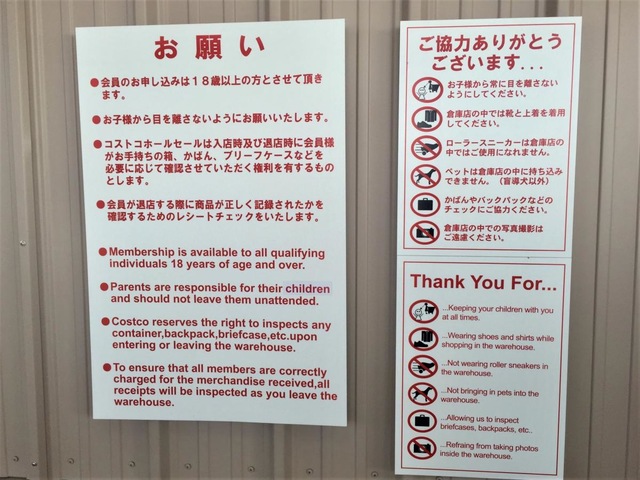 お願い
●会員のお申し込みは18歳以上の方とさせて頂き
ます。
●お子様から目を離さないようにお願いいたします。
●コストコホールセールは入店時及び退店時に会員様
がお手持ちの箱、かばん、ブリーフケースなどを
必要に応じて確認させていただく権利を有するもの
とします。
●会員が退店する際に商品が正しく記録されたかを
確認するためのレシートチェックをいたします。
●Membership is available to all qualifying
individuals 18 years of age and over.
●Parents are responsible for their children
and should not leave them unattended.
●Costco reserves the right to inspects any
container,backpack,briefcase,etc.upon
entering or leaving the warehouse.
●To ensure that all members are correctly
charged for the merchandise received,all
receipts will be inspected as you leave the
warehouse.
ご協力ありがとう
ございます...
お子様から常に目を離さない
ようにしてください。
倉庫店の中では靴と上着を着用
してください。
ローラースニーカーは倉庫店の
中ではご使用になれません。
ペットは倉庫店の中に持ち込み
できません。（盲導犬以外）
かばんやバックパックなどの
チェックにご協力ください。
倉庫店の中での写真撮影は
ご遠慮ください。
Thank You For...
...Keeping your children with you
at all times.
...Wearing shoes and shirts while
shopping in the warehouse.
...Not wearing roller sneakers in
the warehouse.
...Not bringing in pets into the
warehouse.
...Allowing us to inspect
briefcases, backpacks, etc..
...Refraing from taking photos
inside the warehouse.